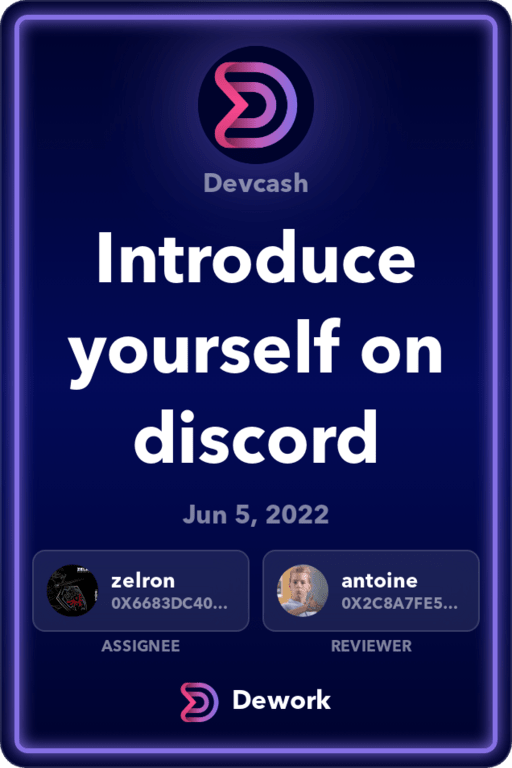 Devcash
Introduce
yourself on
discord
Jun 5, 2022
zelron
0X6683DC40...
antoine
0X2C8A7FE5...
ASSIGNEE
REVIEWER
Dework